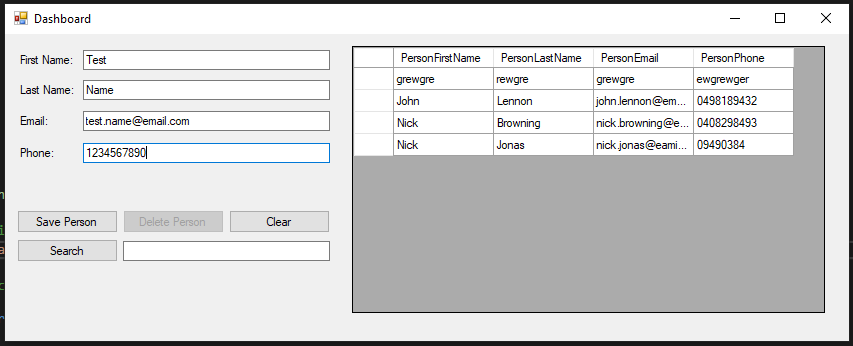 Dashboard
First Name: Test
Last Name: Name
Email: test.name@email.com
Phone: 1234567890
Save Person Delete Person Clear
Search
PersonFirstName PersonLastName PersonEmail PersonPhone
grewgre rewgre grewgre ewgrewger
John Lennon john.lennon@em... 0498189432
Nick Browning nick.browning@e... 0408298493
Nick Jonas nick.jonas@eami... 09490384